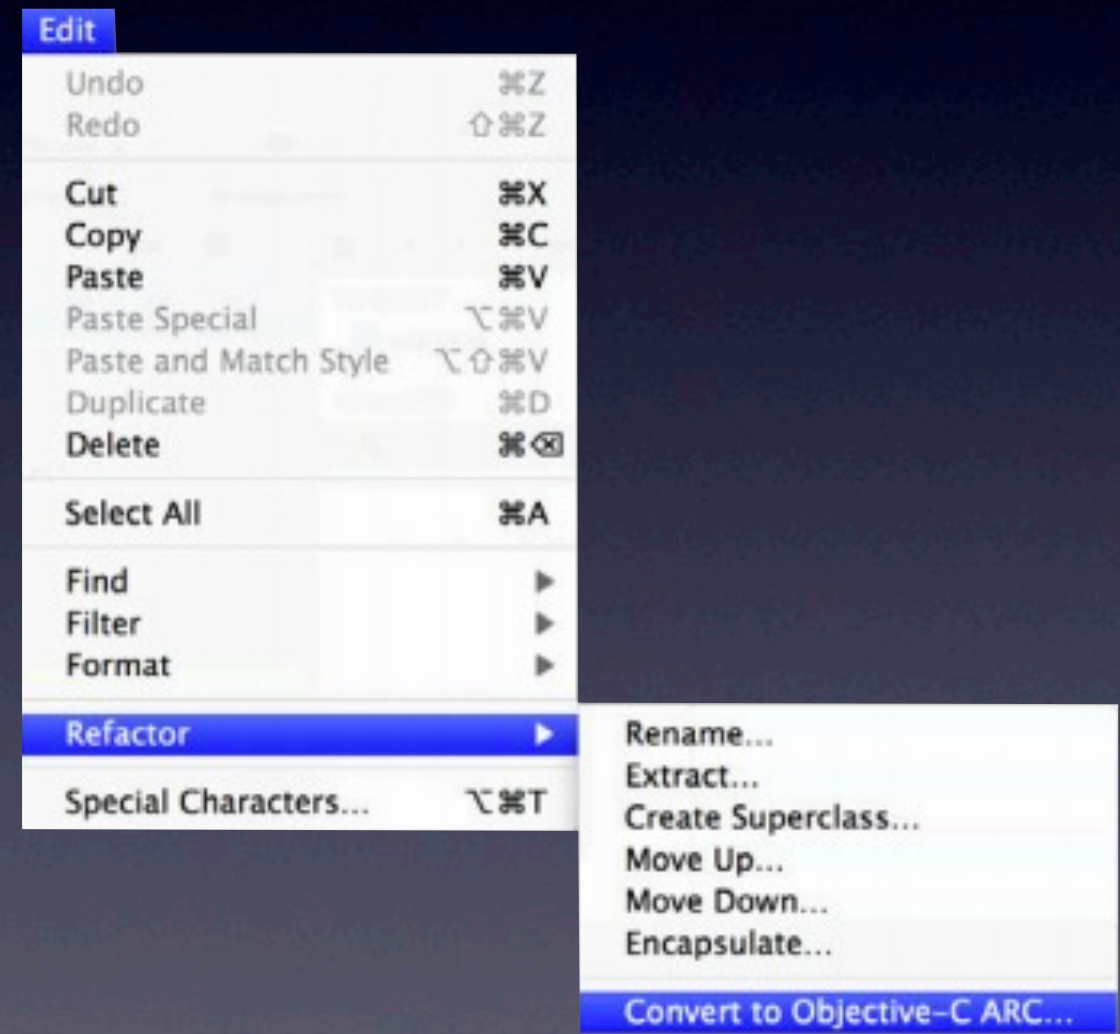 Edit
Undo ⌘Z
Redo ⇧⌘Z
Cut ⌘X
Copy ⌘C
Paste ⌘V
Paste Special ⌥⌘V
Paste and Match Style ⌥⇧⌘V
Duplicate ⌘D
Delete ⌘⌫
Select All ⌘A
Find ▶
Filter ▶
Format ▶
Refactor ▶
Special Characters... ⌥⌘T
Rename...
Extract...
Create Superclass...
Move Up...
Move Down...
Encapsulate...
Convert to Objective-C ARC...